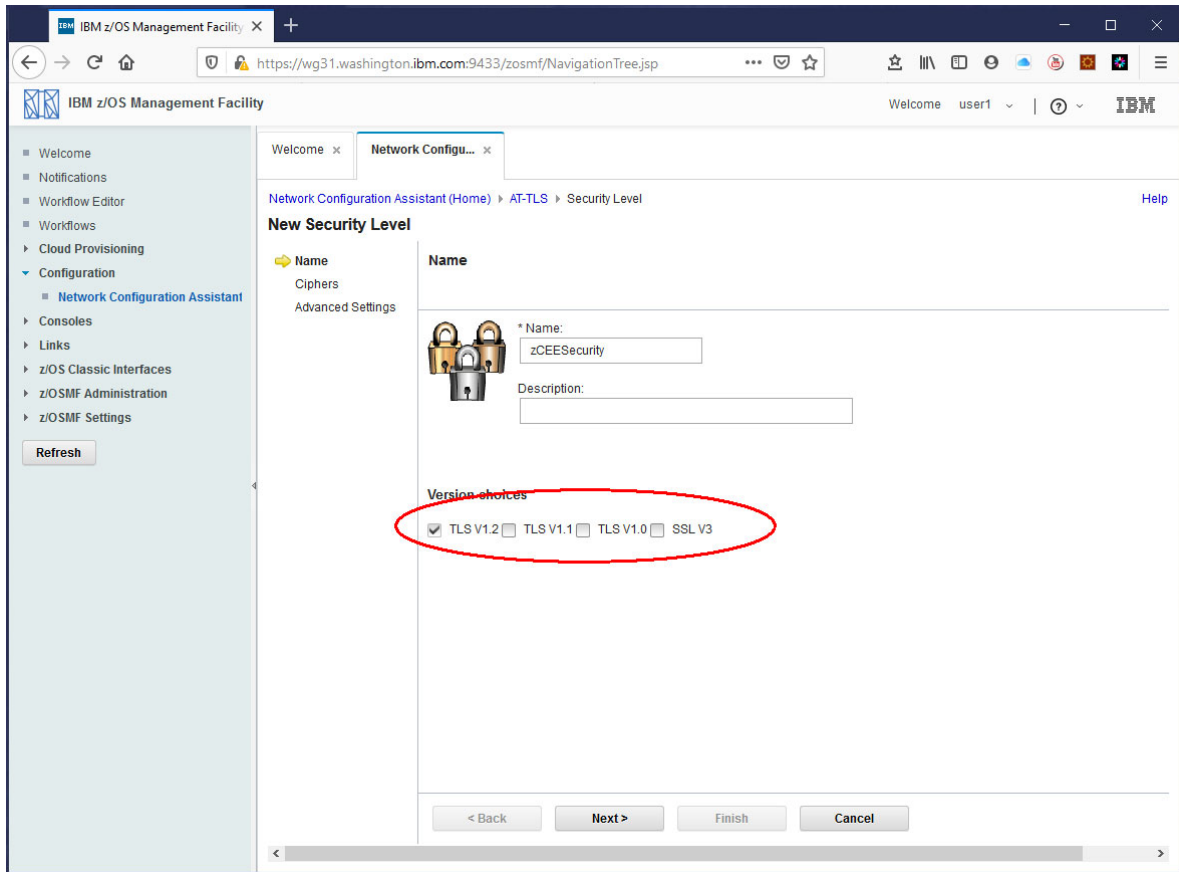 IBM IBM z/OS Management Facility
https://wg31.washington.ibm.com:9433/zosmf/NavigationTree.jsp
IBM z/OS Management Facility
Welcome user1
IBM
Welcome
Notifications
Workflow Editor
Workflows
Cloud Provisioning
Configuration
Network Configuration Assistant
Consoles
Links
z/OS Classic Interfaces
z/OSMF Administration
z/OSMF Settings
Refresh
Welcome
Network Configu...
Network Configuration Assistant (Home) AT-TLS Security Level
Help
New Security Level
Name
Ciphers
Advanced Settings
Name
* Name:
zCEESecurity
Description:
Version choices
TLS V1.2 TLS V1.1 TLS V1.0 SSL V3
< Back Next > Finish Cancel